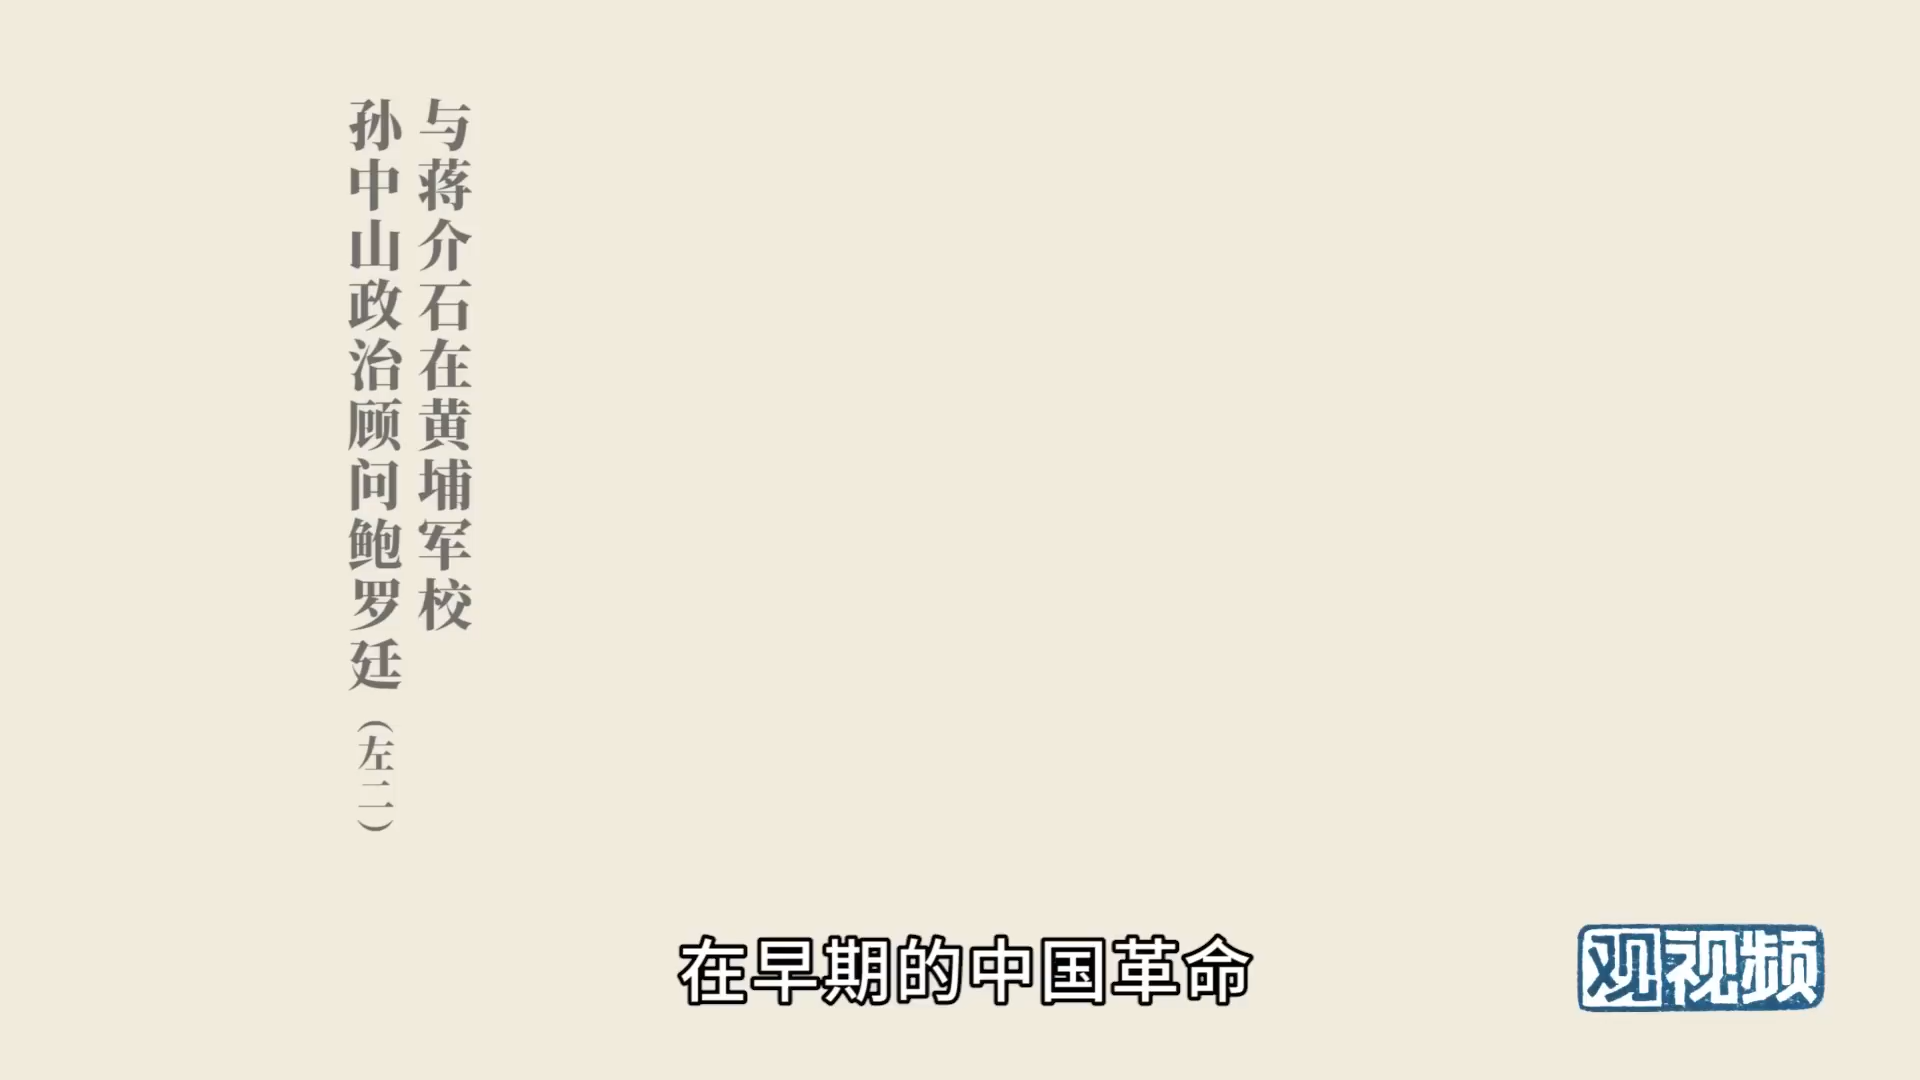 孙中山政治顾问鲍罗廷（左二）
与蒋介石在黄埔军校
在早期的中国革命
观视频